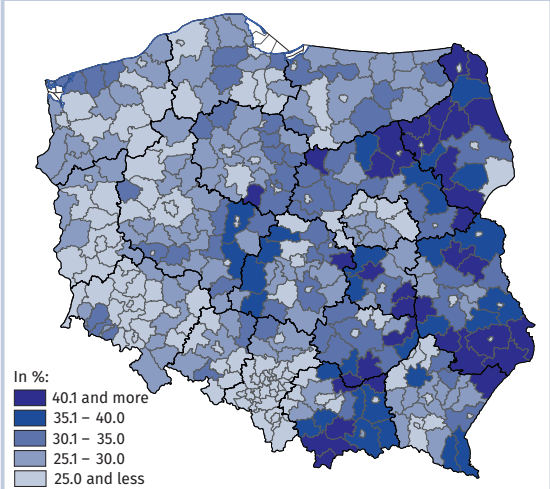 In %:
40.1 and more
35.1 – 40.0
30.1 – 35.0
25.1 – 30.0
25.0 and less